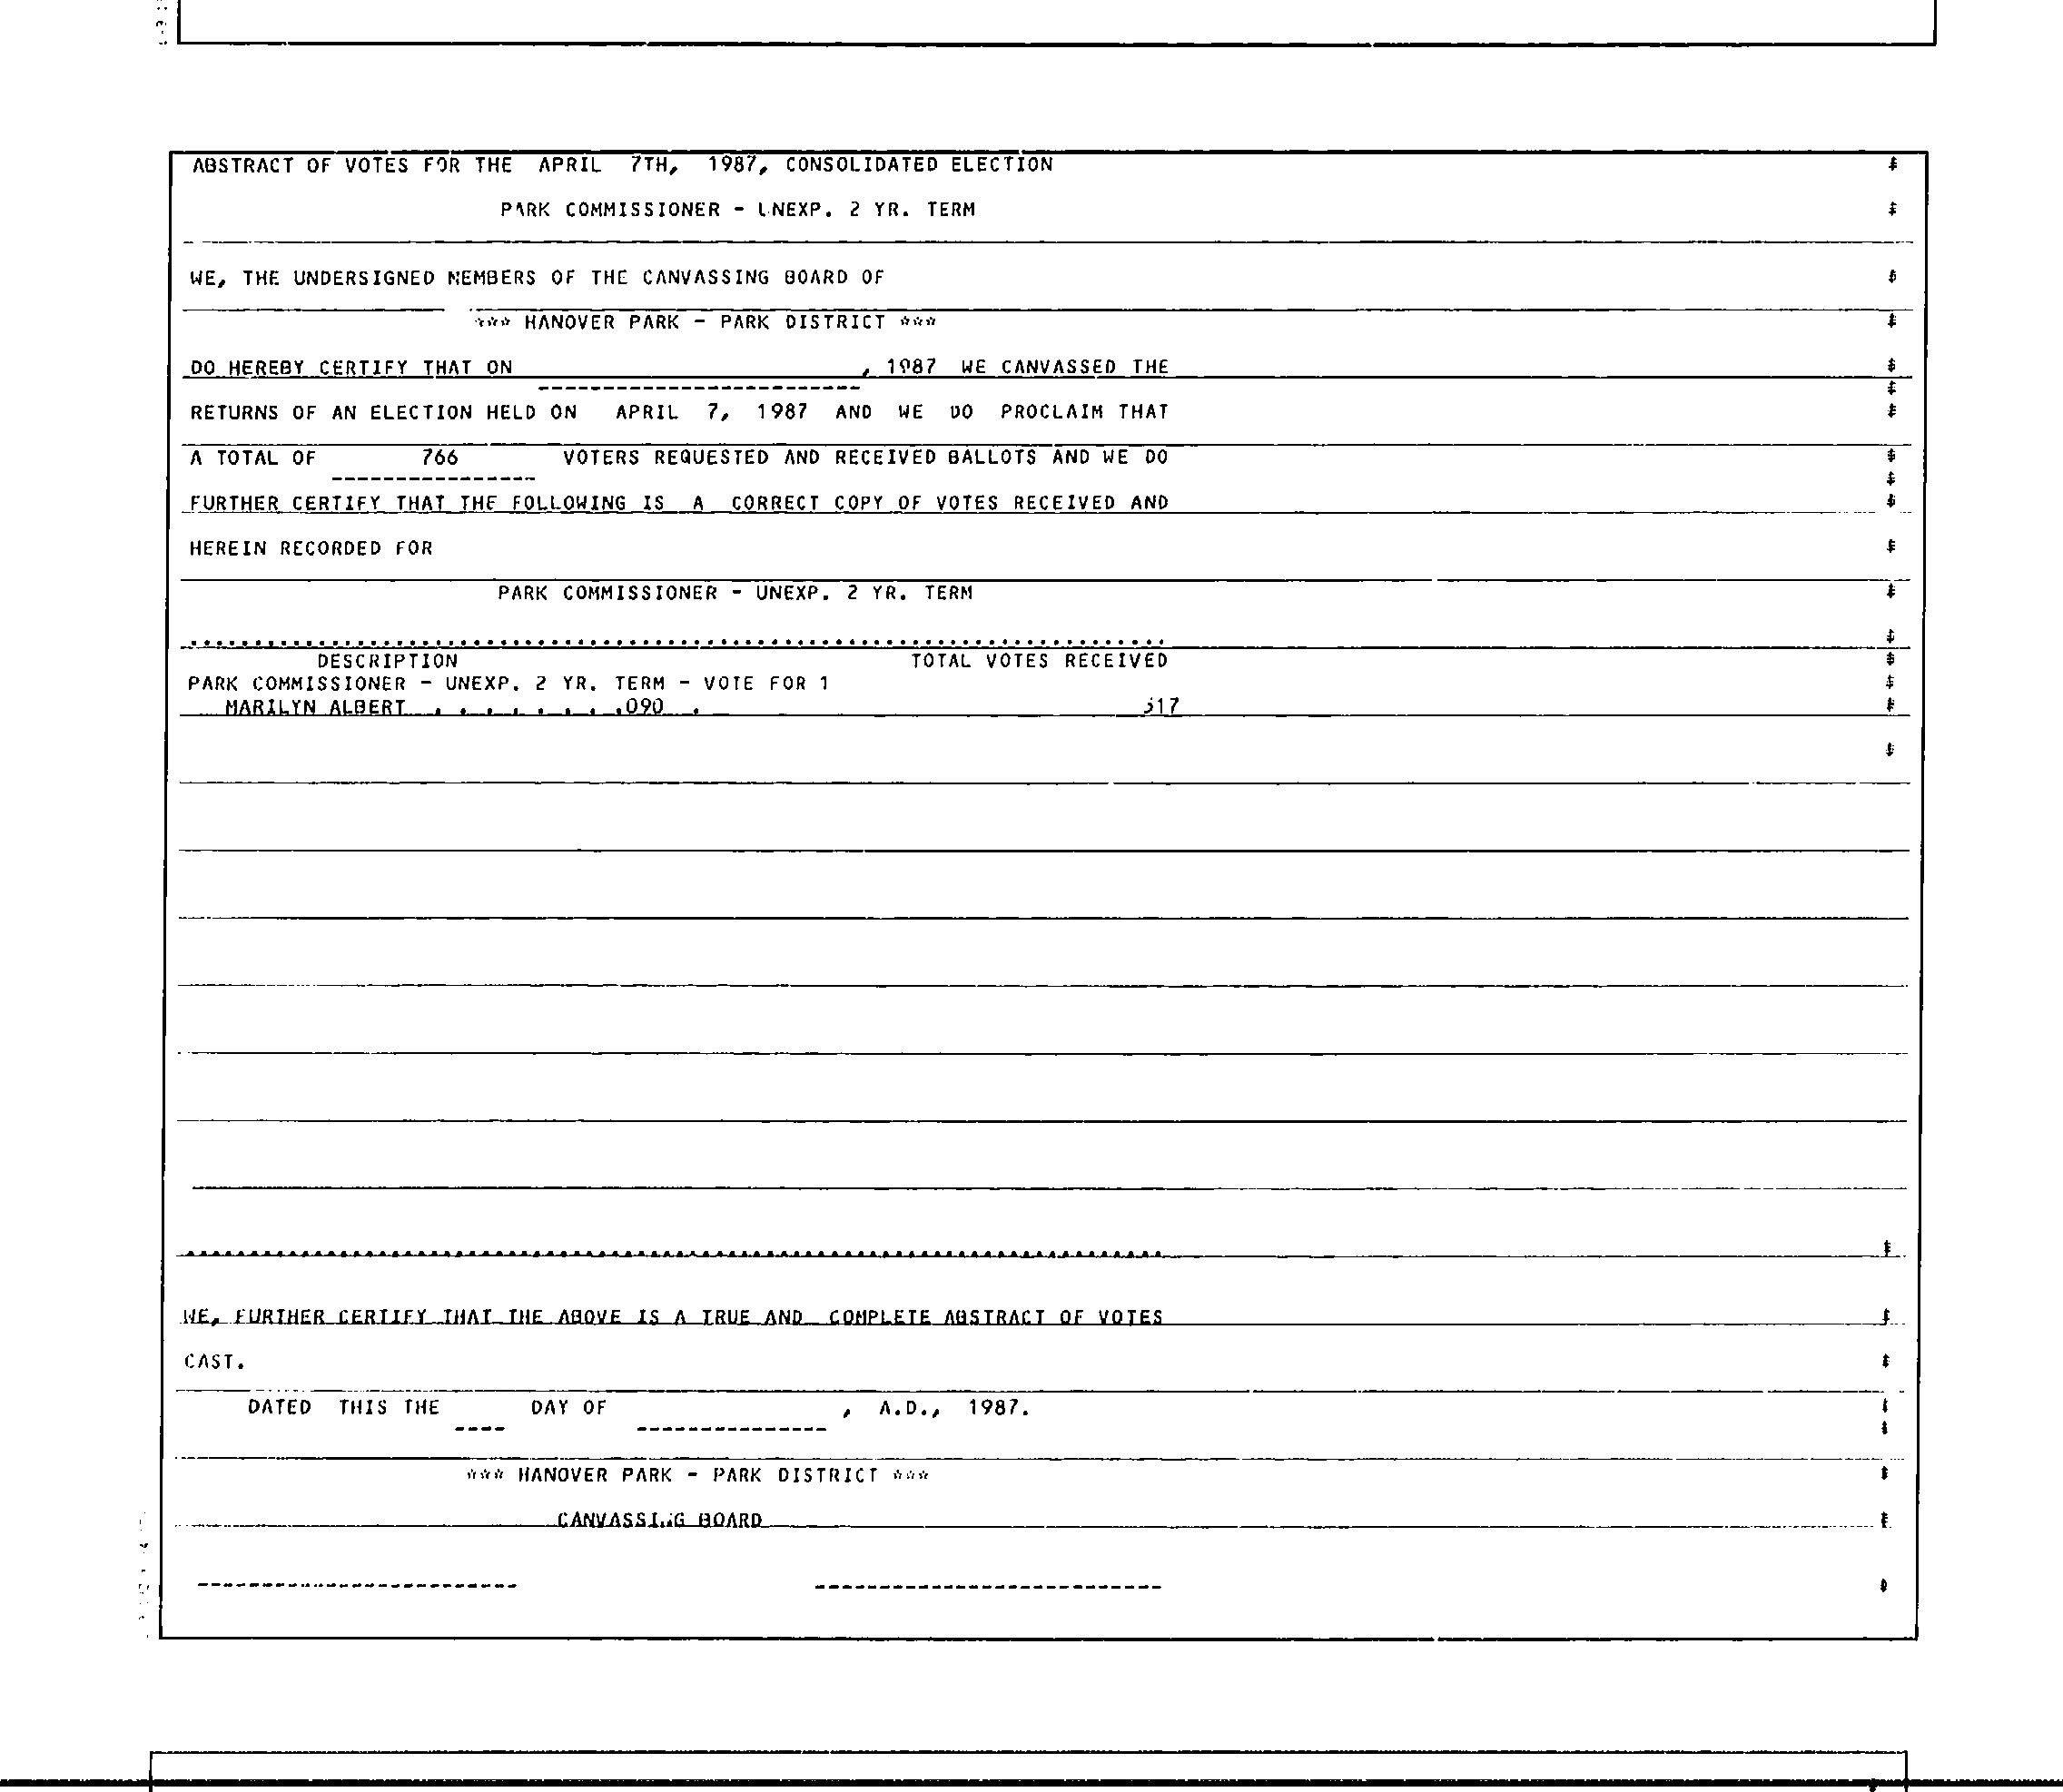 ABSTRACT OF VOTES FOR THE APRIL 7TH, 1987, CONSOLIDATED ELECTION
PARK COMMISSIONER - UNEXP. 2 YR. TERM
WE, THE UNDERSIGNED MEMBERS OF THE CANVASSING BOARD OF
*** HANOVER PARK - PARK DISTRICT ***
DO HEREBY CERTIFY THAT ON , 1987 WE CANVASSED THE
RETURNS OF AN ELECTION HELD ON APRIL 7, 1987 AND WE DO PROCLAIM THAT
A TOTAL OF 766 VOTERS REQUESTED AND RECEIVED BALLOTS AND WE DO
FURTHER CERTIFY THAT THE FOLLOWING IS A CORRECT COPY OF VOTES RECEIVED AND
HEREIN RECORDED FOR
PARK COMMISSIONER - UNEXP. 2 YR. TERM
DESCRIPTION TOTAL VOTES RECEIVED
PARK COMMISSIONER - UNEXP. 2 YR. TERM - VOTE FOR 1
MARILYN ALBERT . . . . . . . .090 .
WE, FURTHER CERTIFY THAT THE ABOVE IS A TRUE AND COMPLETE ABSTRACT OF VOTES
CAST.
DATED THIS THE ---- DAY OF --------------- , A.D., 1987.
*** HANOVER PARK - PARK DISTRICT ***
CANVASSING BOARD